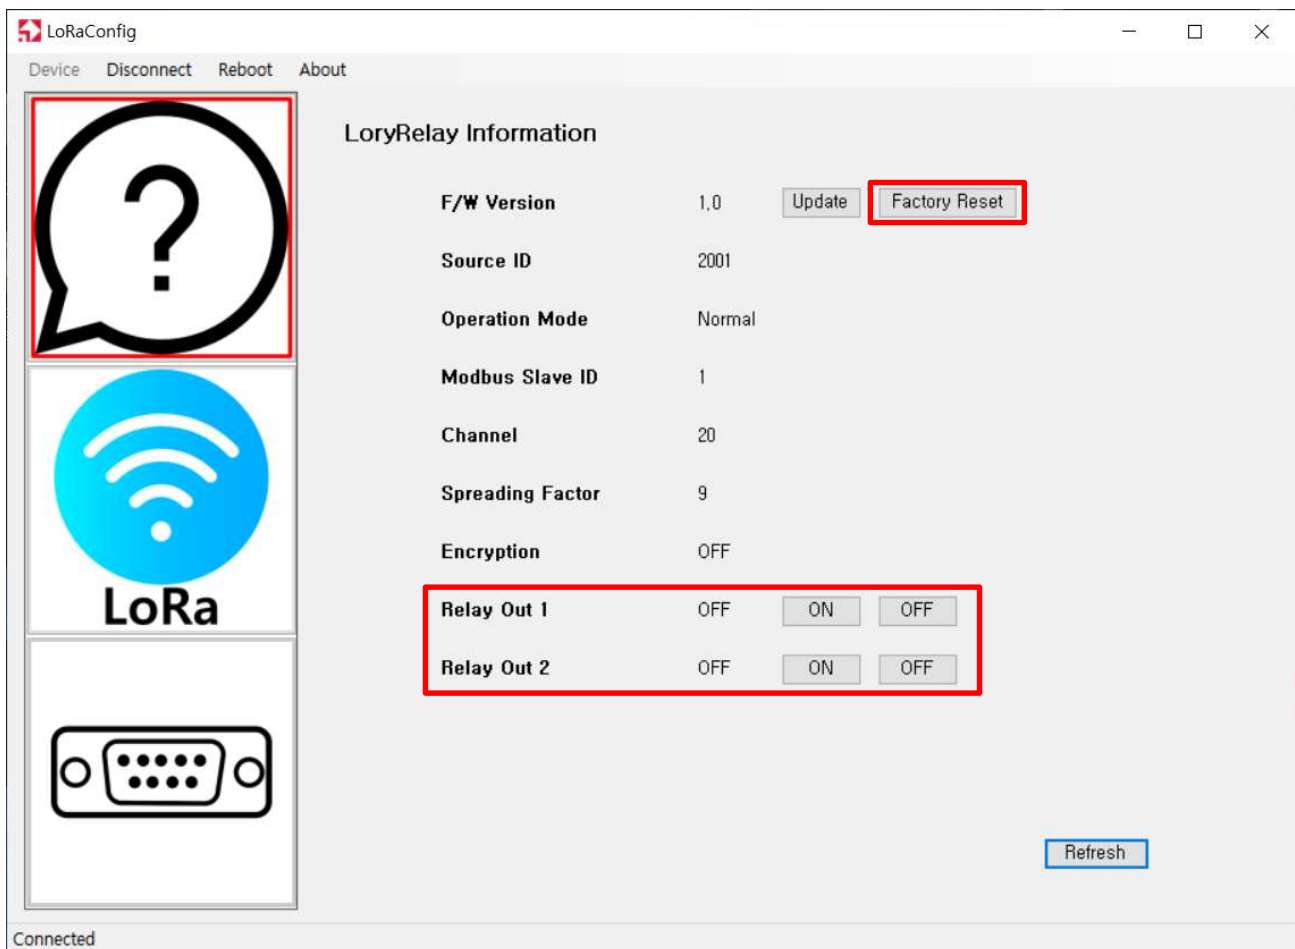 LoRaConfig
Device Disconnect Reboot About
?
LoryRelay Information
F/₩ Version 1.0 Update Factory Reset
Source ID 2001
Operation Mode Normal
Modbus Slave ID 1
Channel 20
Spreading Factor 9
Encryption OFF
LoRa
Relay Out 1 OFF ON OFF
Relay Out 2 OFF ON OFF
Refresh
Connected